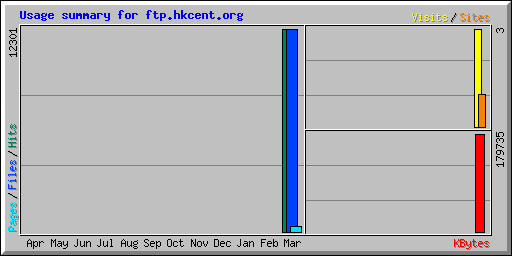 Usage summary for ftp.hkcent.org
Visits / Sites
12301
3
Pages / Files / Hits
179735
Apr May Jun Jul Aug Sep Oct Nov Dec Jan Feb Mar
KBytes